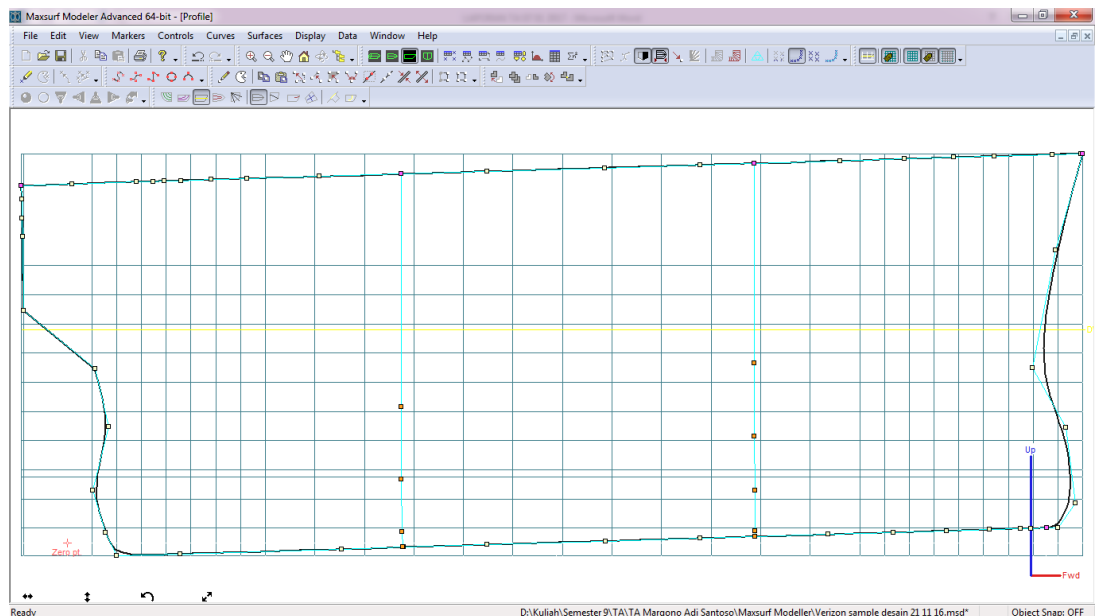 Maxsurf Modeler Advanced 64-bit - [Profile]
File Edit View Markers Controls Curves Surfaces Display Data Window Help
Up
Zero pt.
Fwd
Ready D:\Kuliah\Semester 9\TA\TA Margono Adi Santoso\Maxsurf Modeller\Verizon sample desain 21 11 16.msd* Object Snap: OFF